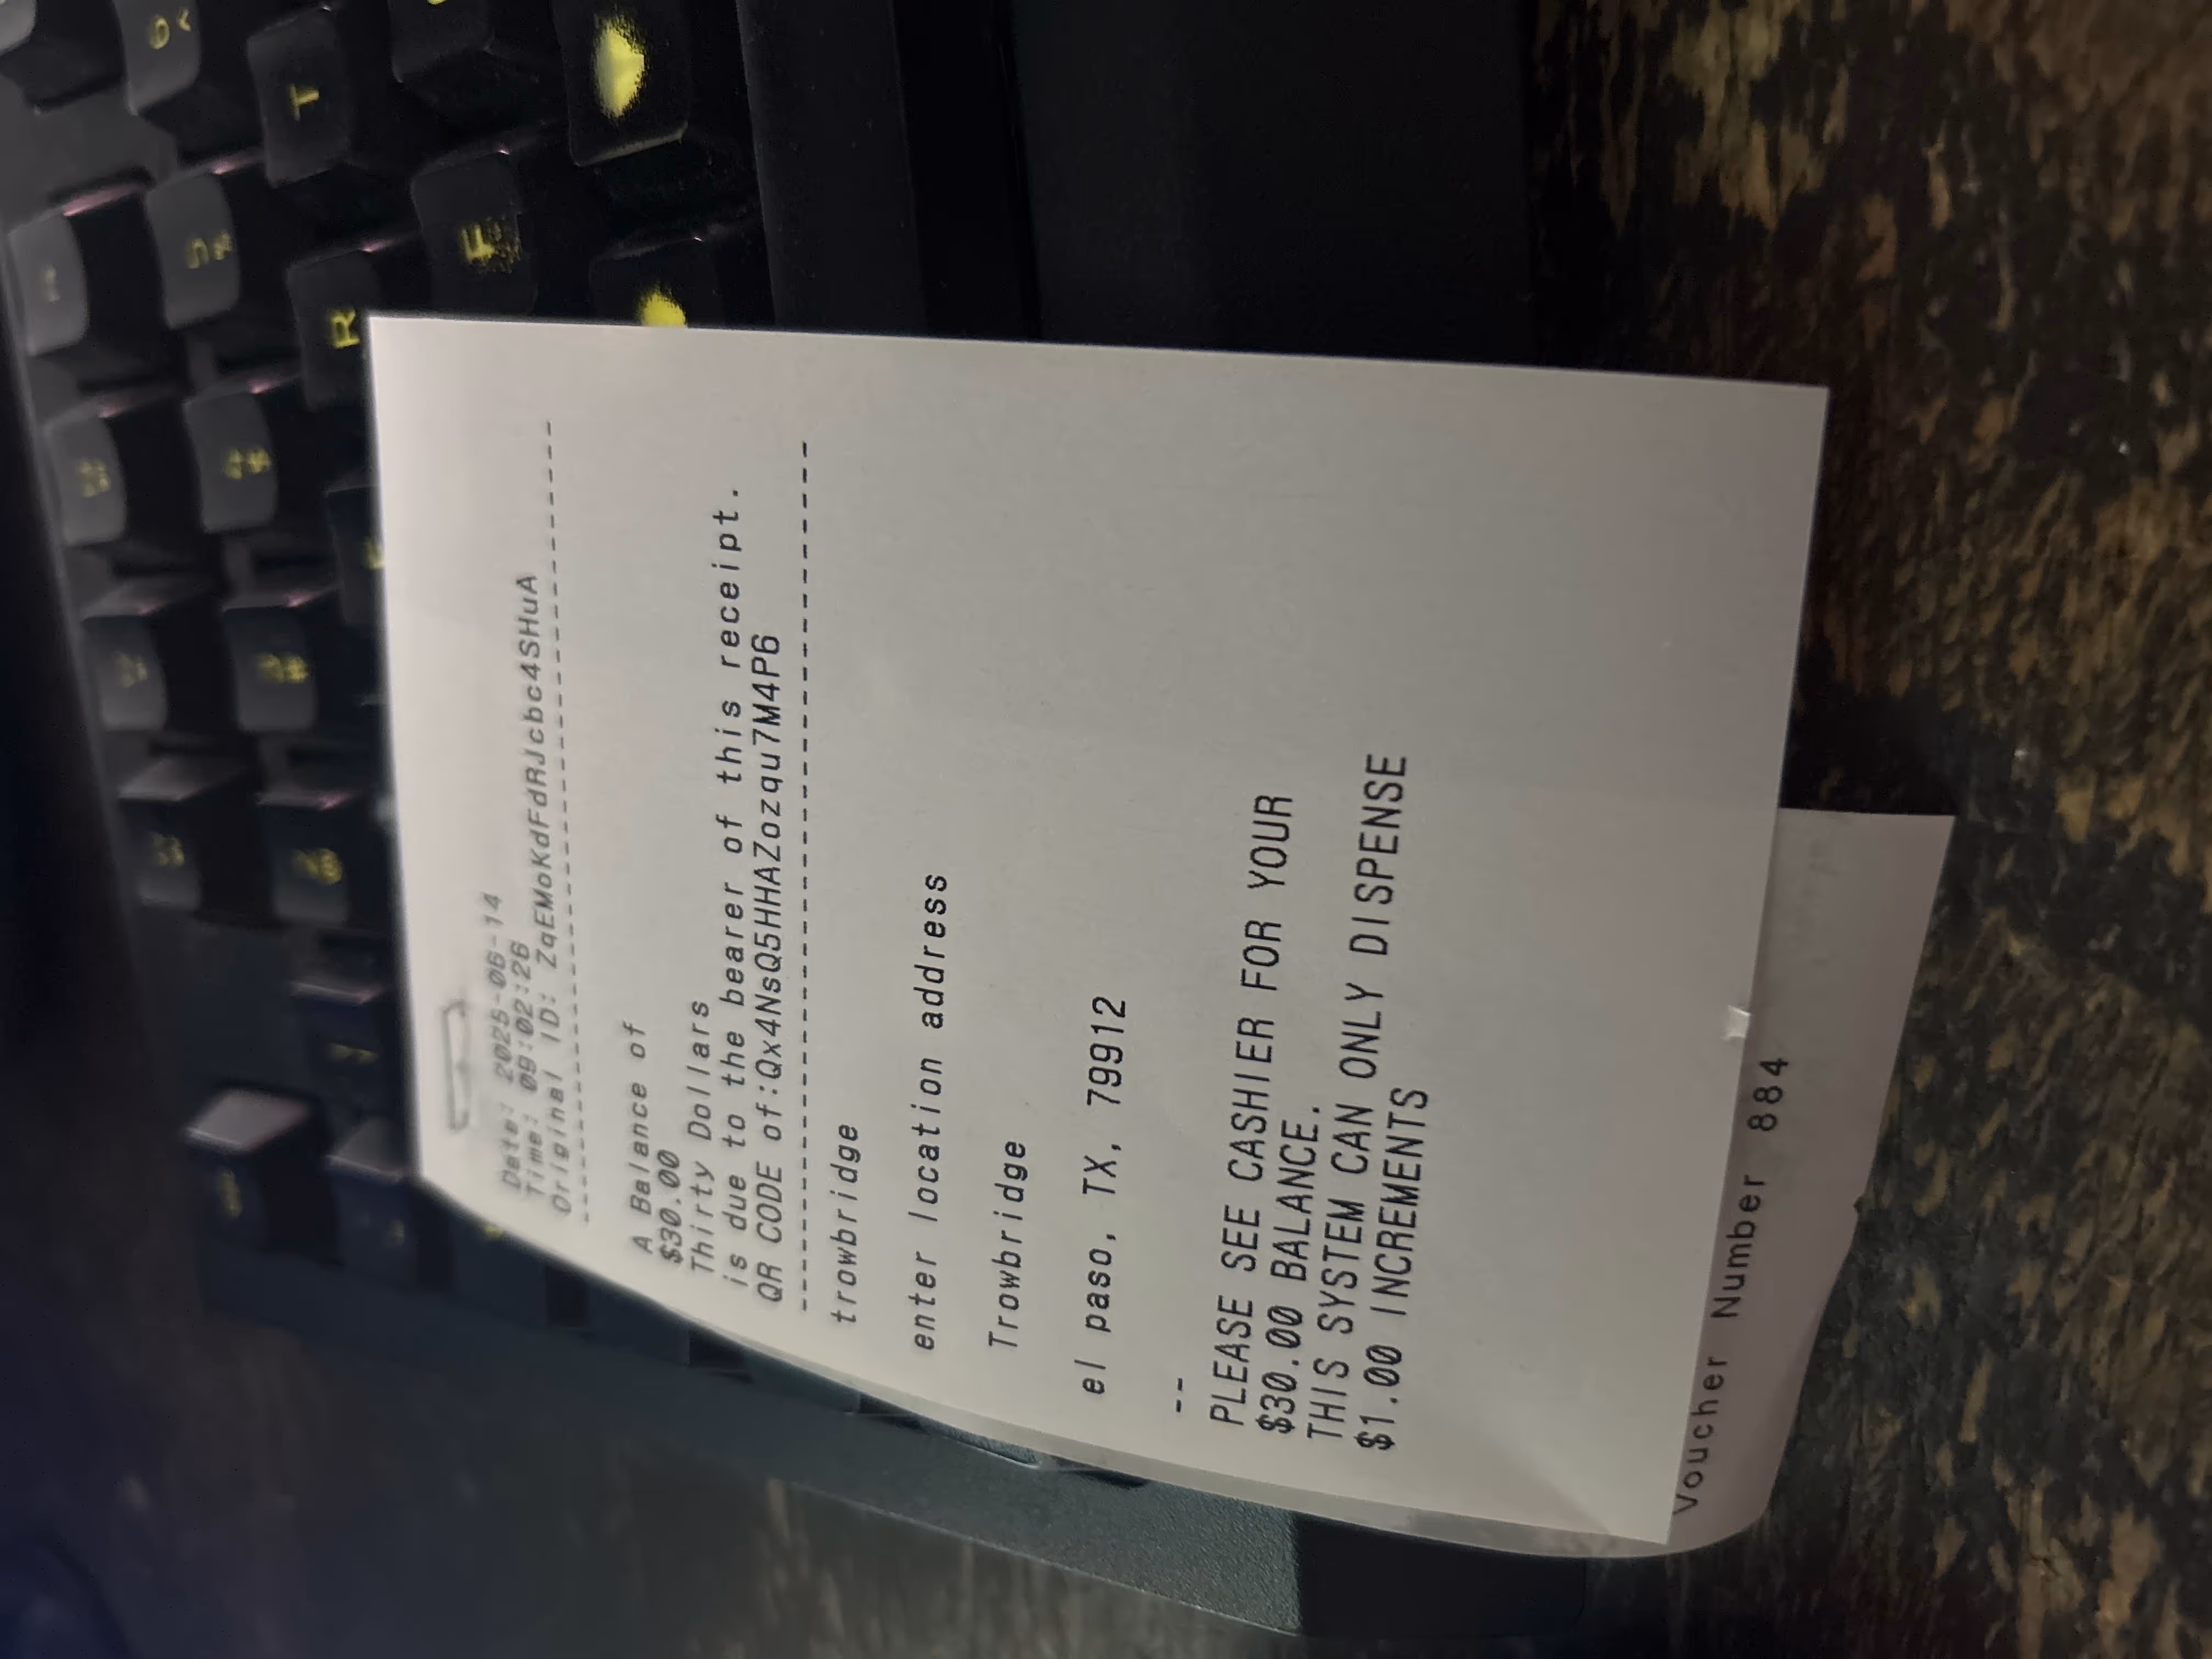 Date: 2025-06-14
Time: 09:02:26
Original ID: ZqEMoKdFdRJcbc4SHuA
--------------------------------
A Balance of
$30.00
Thirty Dollars
is due to the bearer of this receipt.
QR CODE of:Qx4NsQ5HHAZozqu7M4P6
--------------------------------
trowbridge
enter location address
Trowbridge
el paso, TX, 79912
--
PLEASE SEE CASHIER FOR YOUR
$30.00 BALANCE.
THIS SYSTEM CAN ONLY DISPENSE
$1.00 INCREMENTS
Voucher Number 884
T
R
F